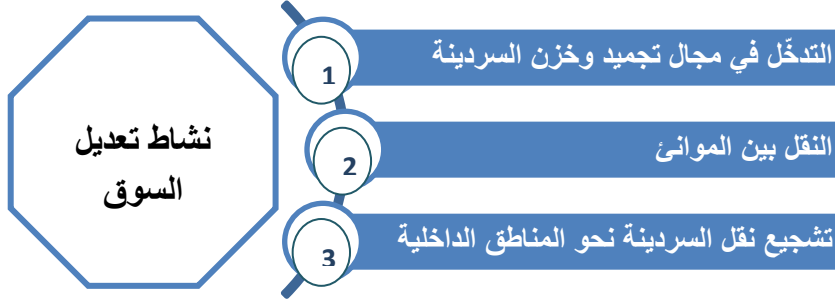 نشاط تعديل
السوق
1 التدخّل في مجال تجميد وخزن السردينة
2 النقل بين الموانئ
3 تشجيع نقل السردينة نحو المناطق الداخلية